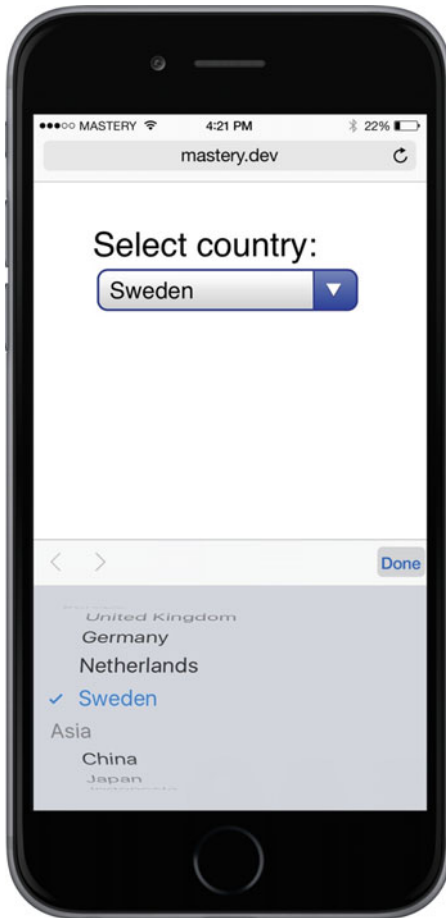 MASTERY 4:21 PM 22%
mastery.dev
Select country:
Sweden
Done
United Kingdom
Germany
Netherlands
Sweden
Asia
China
Japan